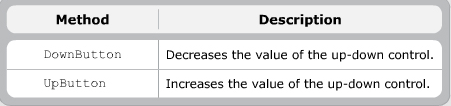 Method Description
DownButton Decreases the value of the up-down control.
UpButton Increases the value of the up-down control.